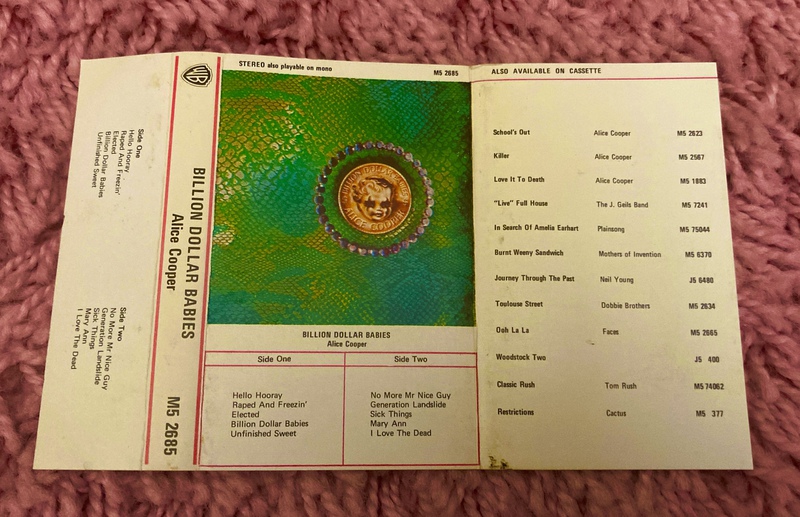 Side One
Hello Hooray
Raped And Freezin'
Elected
Billion Dollar Babies
Unfinished Sweet
Side Two
No More Mr Nice Guy
Generation Landslide
Sick Things
Mary Ann
I Love The Dead
WB
BILLION DOLLAR BABIES
Alice Cooper
M5 2685
STEREO also playable on mono M5 2685
ALICE COOPER
BILLION DOLLAR BABIES
Alice Cooper
Side One
Hello Hooray
Raped And Freezin'
Elected
Billion Dollar Babies
Unfinished Sweet
Side Two
No More Mr Nice Guy
Generation Landslide
Sick Things
Mary Ann
I Love The Dead
ALSO AVAILABLE ON CASSETTE
School's Out Alice Cooper M5 2623
Killer Alice Cooper M5 2567
Love It To Death Alice Cooper M5 1883
"Live" Full House The J. Geils Band M5 7241
In Search Of Amelia Earhart Plainsong M5 75044
Burnt Weeny Sandwich Mothers of Invention M5 6370
Journey Through The Past Neil Young J5 6480
Toulouse Street Dobbie Brothers M5 2634
Ooh La La Faces M5 2665
Woodstock Two J5 400
Classic Rush Tom Rush M5 74062
Restrictions Cactus M5 377